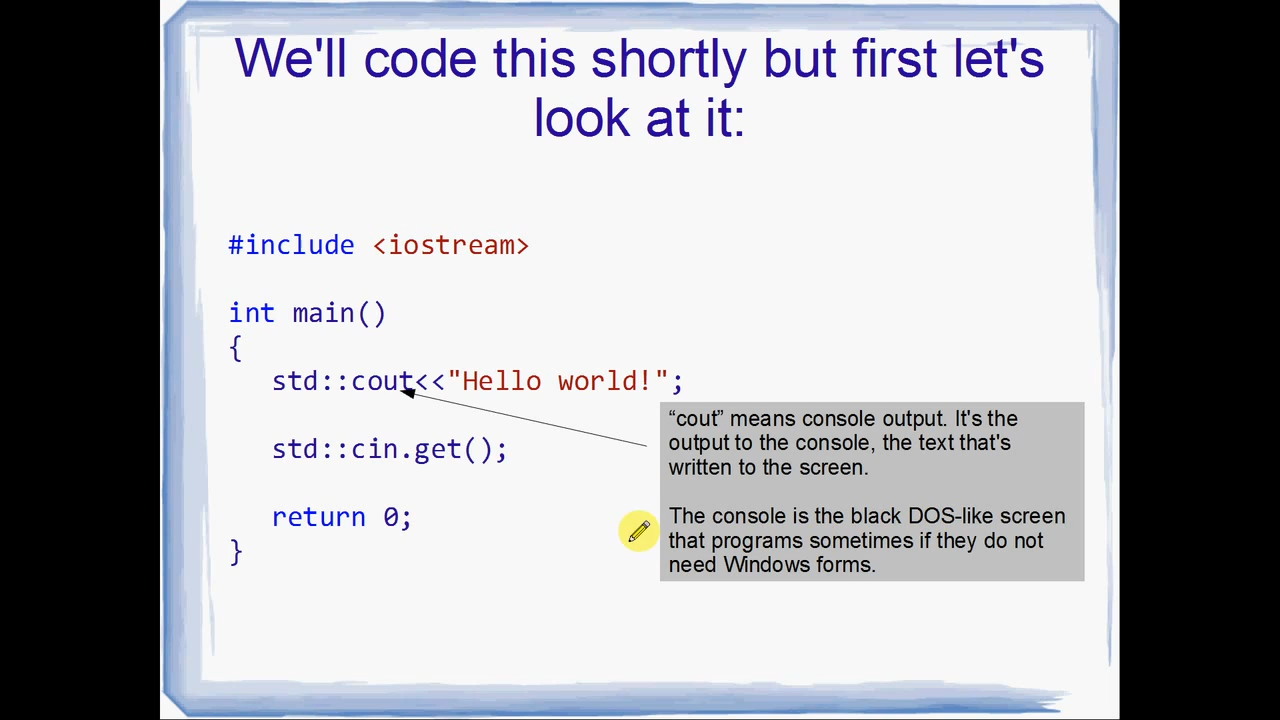 We'll code this shortly but first let's
look at it:
#include <iostream>
int main()
{
std::cout<<"Hello world!";
std::cin.get();
return 0;
}
“cout” means console output. It's the
output to the console, the text that's
written to the screen.
The console is the black DOS-like screen
that programs sometimes if they do not
need Windows forms.